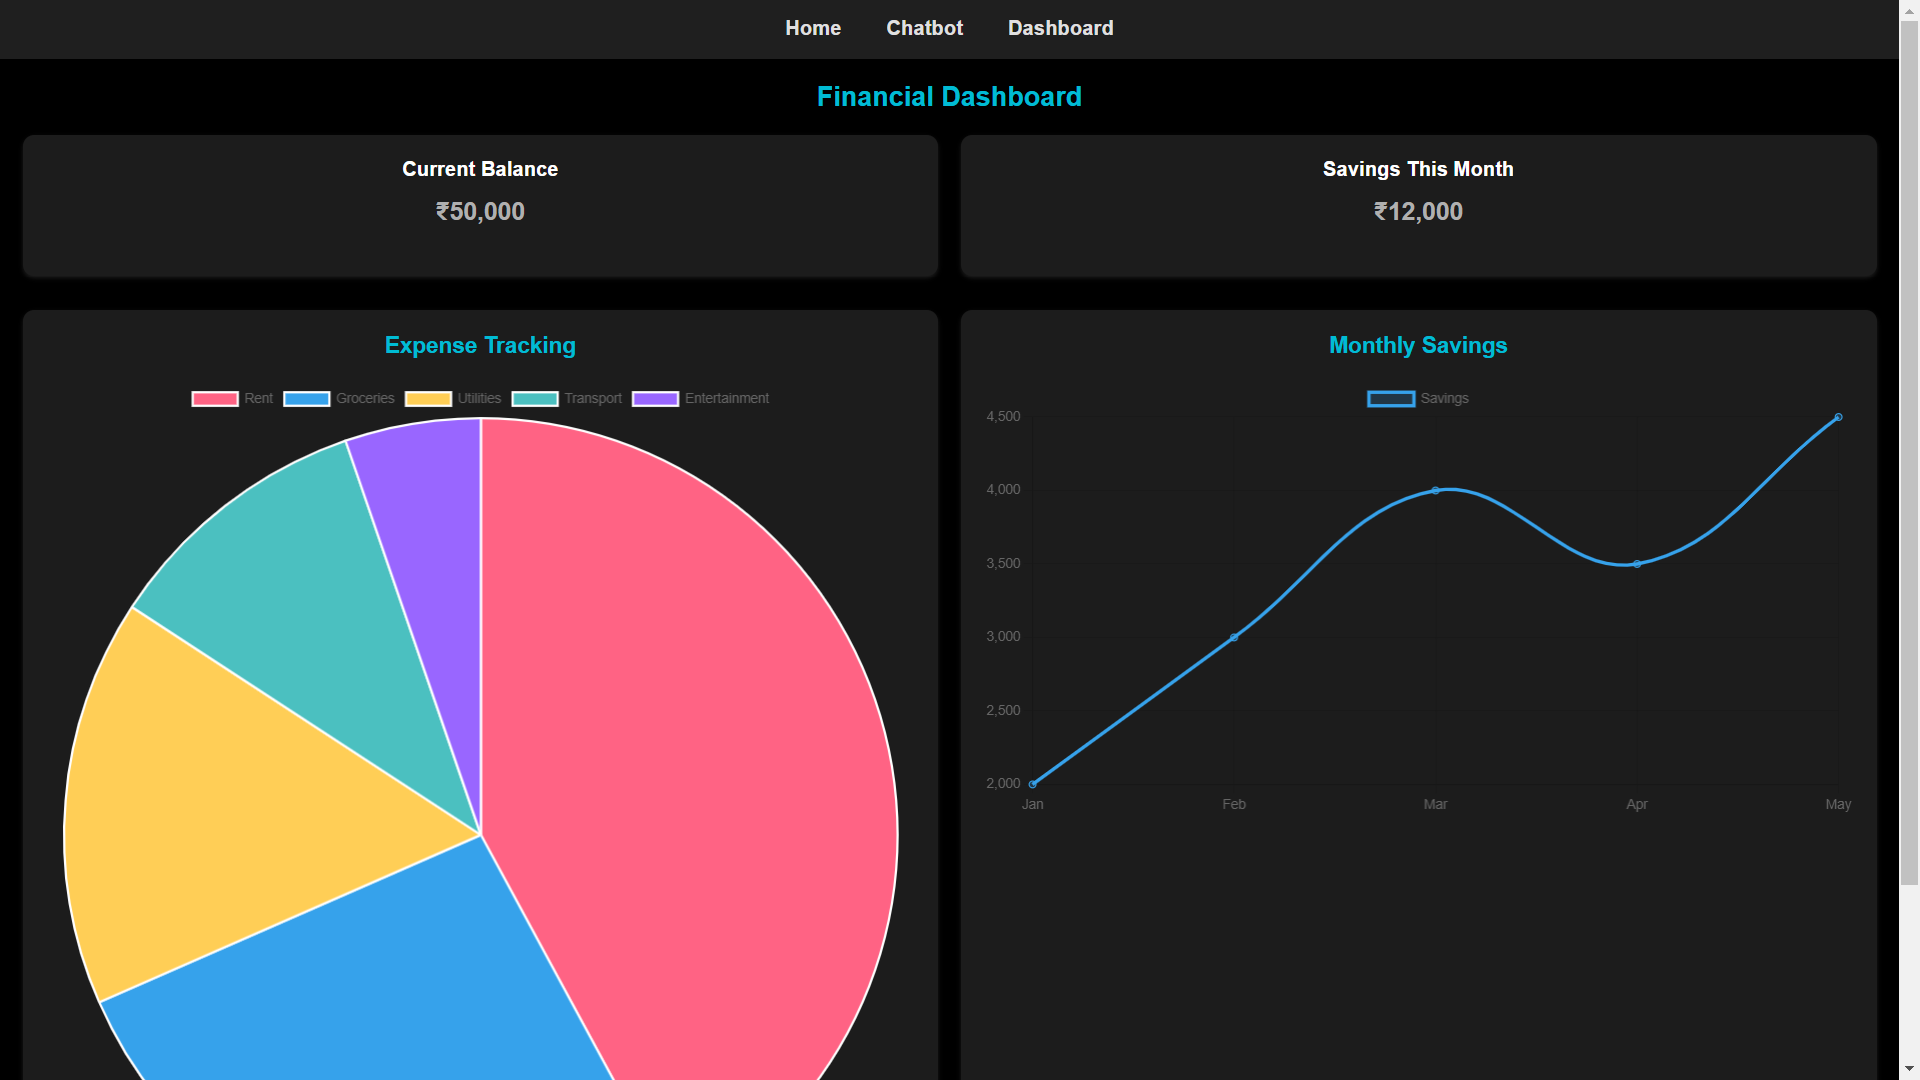 Home Chatbot Dashboard
Financial Dashboard
Current Balance
₹50,000
Savings This Month
₹12,000
Expense Tracking
Rent Groceries Utilities Transport Entertainment
Monthly Savings
Savings
4,500
4,000
3,500
3,000
2,500
2,000
Jan Feb Mar Apr May